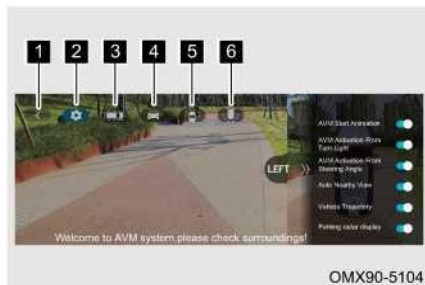 1 2 3 4 5 6
AVM Start Animation
AVM Activation From
Turn Light
AVM Activation From
Steering Angle
LEFT
Auto Nearby View
Vehicle Trajectory
Parking radar display
Welcome to AVM system please check surroundings!
OMX90-5104